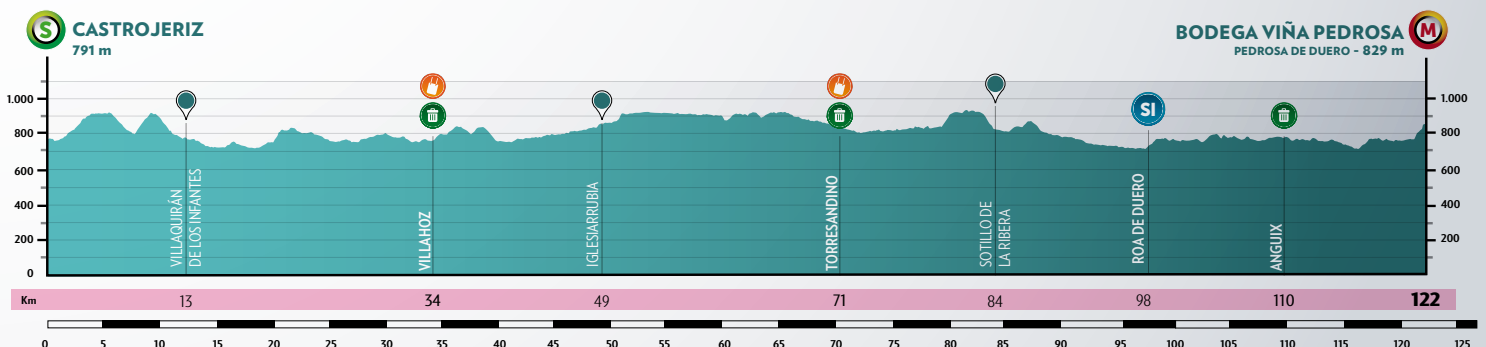 S CASTROJERIZ
791 m
BODEGA VIÑA PEDROSA M
PEDROSA DE DUERO - 829 m
1.000
800
600
400
200
0
VILLAQUIRÁN
DE LOS INFANTES
VILLAHOZ
IGLESIARRUBIA
TORRESANDINO
SOTILLO DE
LA RIBERA
SI
ROA DE DUERO
ANGUIX
1.000
800
600
400
200
Km 13 34 49 71 84 98 110 122
0 5 10 15 20 25 30 35 40 45 50 55 60 65 70 75 80 85 90 95 100 105 110 115 120 125